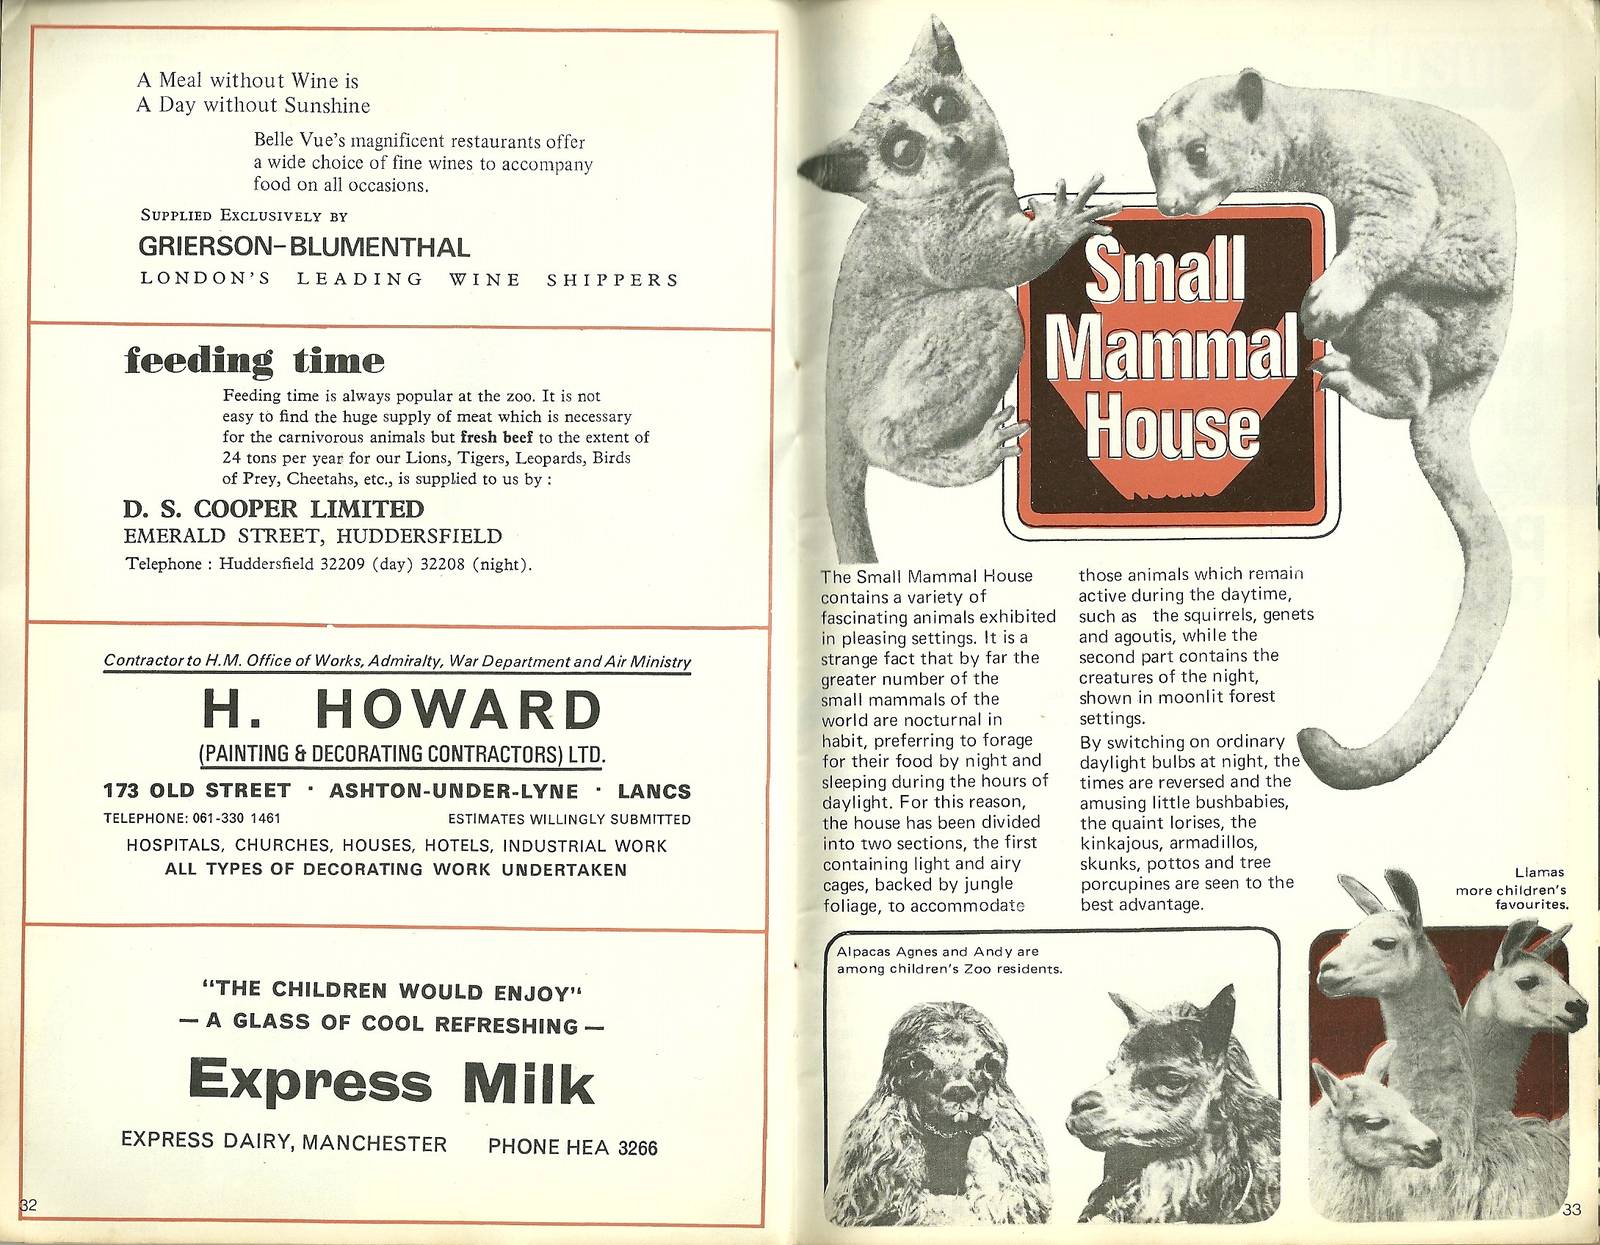 A Meal without Wine is
A Day without Sunshine
Belle Vue's magnificent restaurants offer
a wide choice of fine wines to accompany
food on all occasions.
Supplied Exclusively by
GRIERSON-BLUMENTHAL
LONDON'S LEADING WINE SHIPPERS
feeding time
Feeding time is always popular at the zoo. It is not
easy to find the huge supply of meat which is necessary
for the carnivorous animals but fresh beef to the extent of
24 tons per year for our Lions, Tigers, Leopards, Birds
of Prey, Cheetahs, etc., is supplied to us by :
D. S. COOPER LIMITED
EMERALD STREET, HUDDERSFIELD
Telephone : Huddersfield 32209 (day) 32208 (night).
Contractor to H.M. Office of Works, Admiralty, War Department and Air Ministry
H. HOWARD
(PAINTING & DECORATING CONTRACTORS) LTD.
173 OLD STREET · ASHTON-UNDER-LYNE · LANCS
TELEPHONE: 061-330 1461 ESTIMATES WILLINGLY SUBMITTED
HOSPITALS, CHURCHES, HOUSES, HOTELS, INDUSTRIAL WORK
ALL TYPES OF DECORATING WORK UNDERTAKEN
"THE CHILDREN WOULD ENJOY"
— A GLASS OF COOL REFRESHING —
Express Milk
EXPRESS DAIRY, MANCHESTER PHONE HEA 3266
32
Small
Mammal
House
The Small Mammal House
contains a variety of
fascinating animals exhibited
in pleasing settings. It is a
strange fact that by far the
greater number of the
small mammals of the
world are nocturnal in
habit, preferring to forage
for their food by night and
sleeping during the hours of
daylight. For this reason,
the house has been divided
into two sections, the first
containing light and airy
cages, backed by jungle
foliage, to accommodate
those animals which remain
active during the daytime,
such as the squirrels, genets
and agoutis, while the
second part contains the
creatures of the night,
shown in moonlit forest
settings.
By switching on ordinary
daylight bulbs at night, the
times are reversed and the
amusing little bushbabies,
the quaint lorises, the
kinkajous, armadillos,
skunks, pottos and tree
porcupines are seen to the
best advantage.
Llamas
more children's
favourites.
Alpacas Agnes and Andy are
among children's Zoo residents.
33